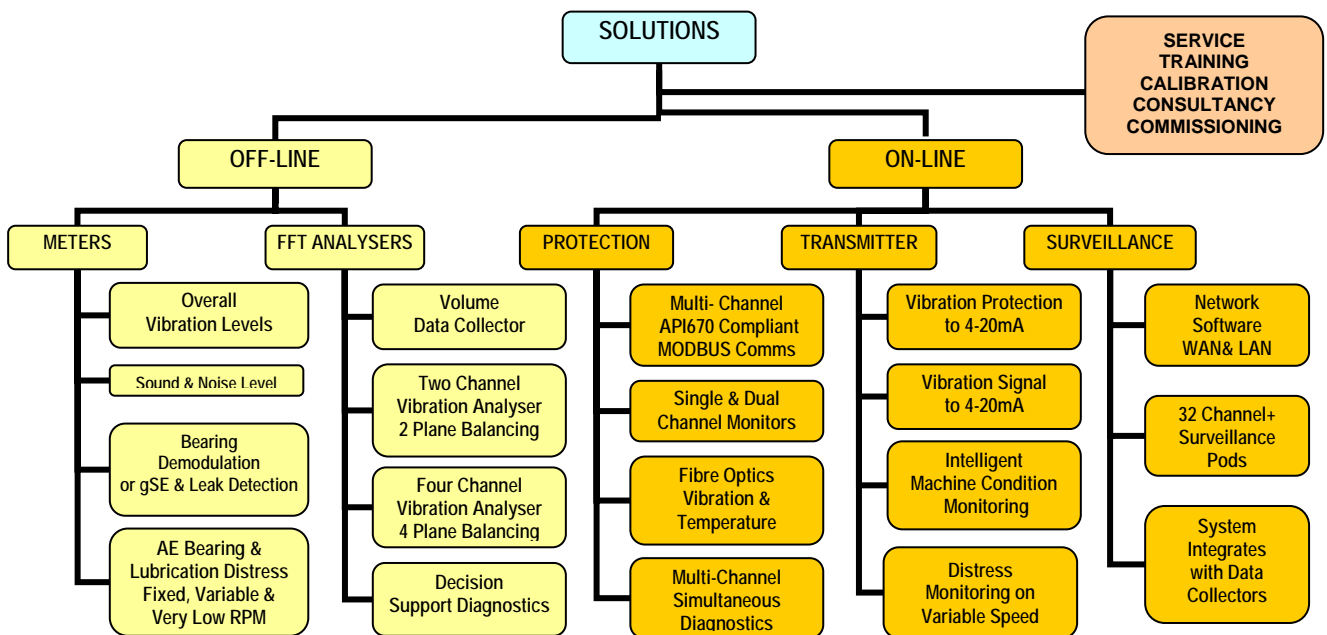 SOLUTIONS
SERVICE
TRAINING
CALIBRATION
CONSULTANCY
COMMISSIONING
OFF-LINE
ON-LINE
METERS
FFT ANALYSERS
PROTECTION
TRANSMITTER
SURVEILLANCE
Overall
Vibration Levels
Sound & Noise Level
Bearing
Demodulation
or gSE & Leak Detection
AE Bearing &
Lubrication Distress
Fixed, Variable &
Very Low RPM
Volume
Data Collector
Two Channel
Vibration Analyser
2 Plane Balancing
Four Channel
Vibration Analyser
4 Plane Balancing
Decision
Support Diagnostics
Multi- Channel
API670 Compliant
MODBUS Comms
Single & Dual
Channel Monitors
Fibre Optics
Vibration &
Temperature
Multi-Channel
Simultaneous
Diagnostics
Vibration Protection
to 4-20mA
Vibration Signal
to 4-20mA
Intelligent
Machine Condition
Monitoring
Distress
Monitoring on
Variable Speed
Network
Software
WAN& LAN
32 Channel+
Surveillance
Pods
System
Integrates
with Data
Collectors